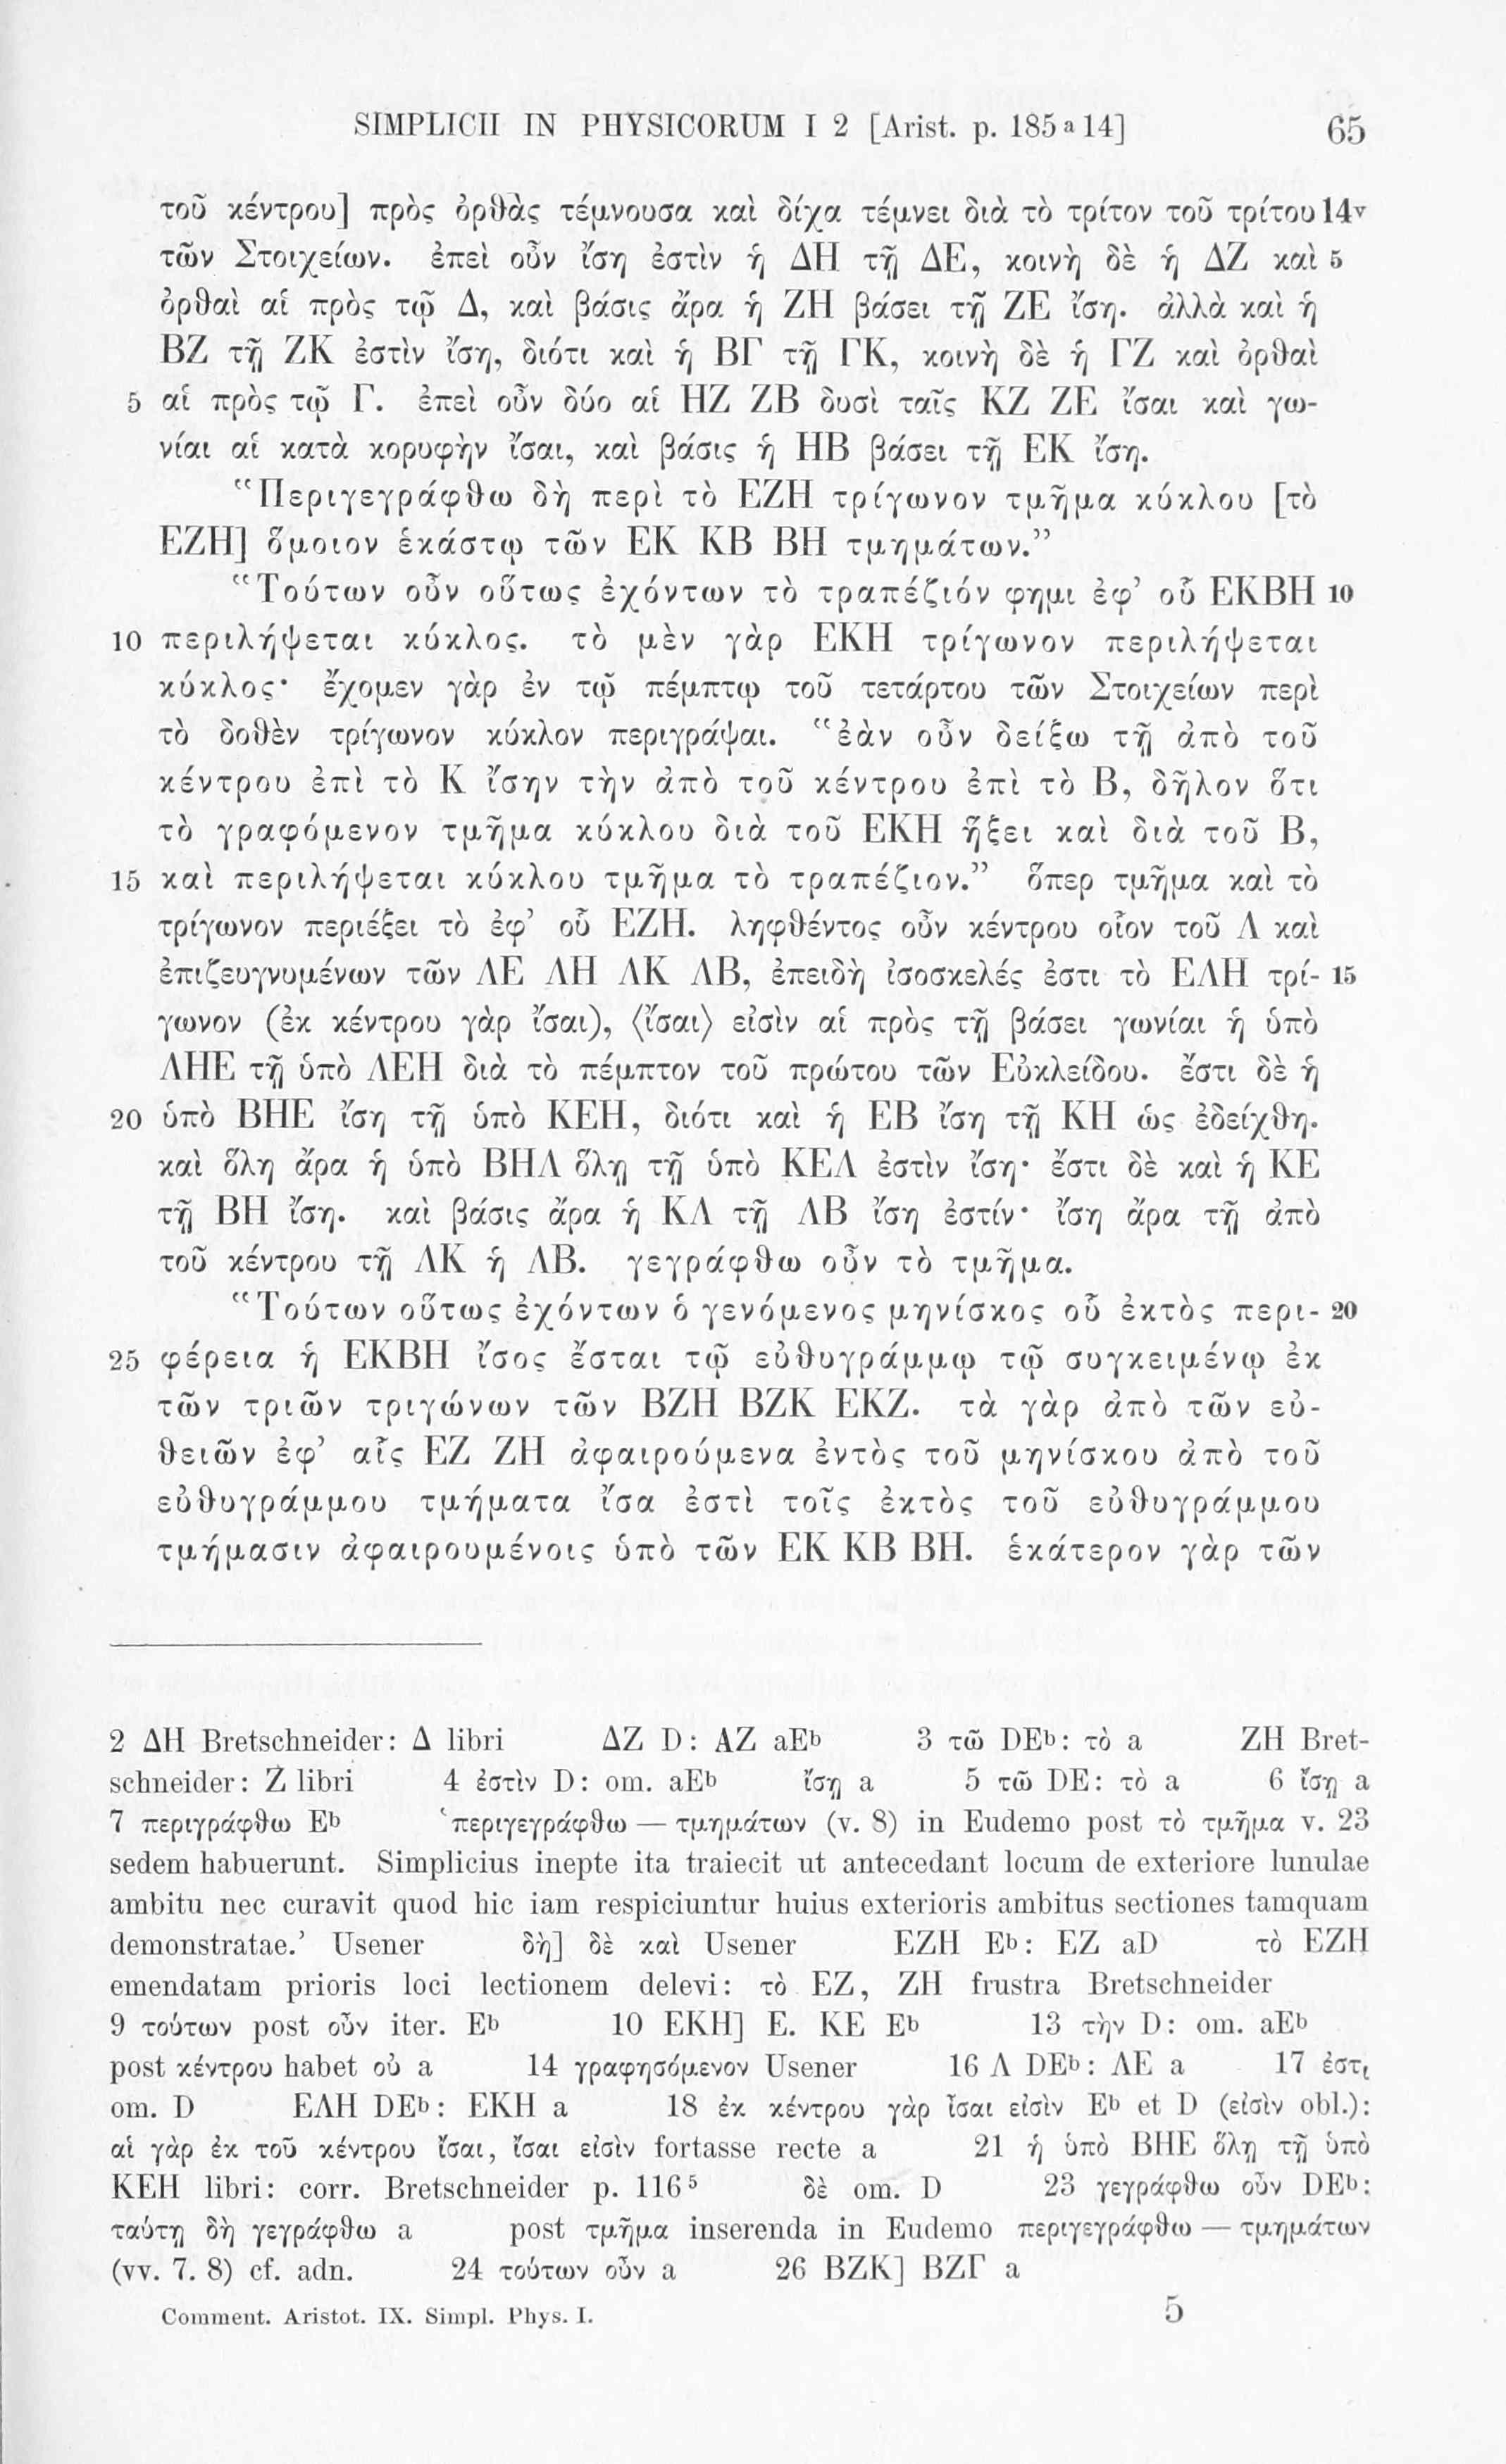 SIMPLICII IN PHYSICORUM I 2 [Arist. p. 185 a 14] 65
τοῦ κέντρου] πρὸς ὀρθὰς τέμνουσα καὶ δίχα τέμνει διὰ τὸ τρίτον τοῦ τρίτου 14v
τῶν Στοιχείων. ἐπεὶ οὖν ἴση ἐστὶν ἡ ΔΗ τῇ ΔΕ, κοινὴ δὲ ἡ ΔΖ καὶ 5
ὀρθαὶ αἱ πρὸς τῷ Δ, καὶ βάσις ἄρα ἡ ΖΗ βάσει τῇ ΖΕ ἴση. ἀλλὰ καὶ ἡ
ΒΖ τῇ ΖΚ ἐστὶν ἴση, διότι καὶ ἡ ΒΓ τῇ ΓΚ, κοινὴ δὲ ἡ ΓΖ καὶ ὀρθαὶ
5 αἱ πρὸς τῷ Γ. ἐπεὶ οὖν δύο αἱ ΗΖ ΖΒ δυσὶ ταῖς ΚΖ ΖΕ ἴσαι καὶ γω-
νίαι αἱ κατὰ κορυφὴν ἴσαι, καὶ βάσις ἡ ΗΒ βάσει τῇ ΕΚ ἴση.
“Περιγεγράφθω δὴ περὶ τὸ ΕΖΗ τρίγωνον τμῆμα κύκλου [τὸ
ΕΖΗ] ὅμοιον ἑκάστῳ τῶν ΕΚ ΚΒ ΒΗ τμημάτων.”
“Τούτων οὖν οὕτως ἐχόντων τὸ τραπέζιόν φημι ἐφ’ οὗ ΕΚΒΗ 10
10 περιλήψεται κύκλος. τὸ μὲν γὰρ ΕΚΗ τρίγωνον περιλήψεται
κύκλος· ἔχομεν γὰρ ἐν τῷ πέμπτῳ τοῦ τετάρτου τῶν Στοιχείων περὶ
τὸ δοθὲν τρίγωνον κύκλον περιγράψαι. “ἐὰν οὖν δείξω τῇ ἀπὸ τοῦ
κέντρου ἐπὶ τὸ Κ ἴσην τὴν ἀπὸ τοῦ κέντρου ἐπὶ τὸ Β, δῆλον ὅτι
τὸ γραφόμενον τμῆμα κύκλου διὰ τοῦ ΕΚΗ ἥξει καὶ διὰ τοῦ Β,
15 καὶ περιλήψεται κύκλου τμῆμα τὸ τραπέζιον.” ὅπερ τμῆμα καὶ τὸ
τρίγωνον περιέξει τὸ ἐφ’ οὗ ΕΖΗ. ληφθέντος οὖν κέντρου οἷον τοῦ Λ καὶ
ἐπιζευγνυμένων τῶν ΛΕ ΛΗ ΛΚ ΛΒ, ἐπειδὴ ἰσοσκελές ἐστι τὸ ΕΛΗ τρί- 15
γωνον (ἐκ κέντρου γὰρ ἴσαι), ⟨ἴσαι⟩ εἰσὶν αἱ πρὸς τῇ βάσει γωνίαι ἡ ὑπὸ
ΛΗΕ τῇ ὑπὸ ΛΕΗ διὰ τὸ πέμπτον τοῦ πρώτου τῶν Εὐκλείδου. ἔστι δὲ ἡ
20 ὑπὸ ΒΗΕ ἴση τῇ ὑπὸ ΚΕΗ, διότι καὶ ἡ ΕΒ ἴση τῇ ΚΗ ὡς ἐδείχθη.
καὶ ὅλη ἄρα ἡ ὑπὸ ΒΗΛ ὅλῃ τῇ ὑπὸ ΚΕΛ ἐστὶν ἴση· ἔστι δὲ καὶ ἡ ΚΕ
τῇ ΒΗ ἴση. καὶ βάσις ἄρα ἡ ΚΛ τῇ ΛΒ ἴση ἐστίν· ἴση ἄρα τῇ ἀπὸ
τοῦ κέντρου τῇ ΛΚ ἡ ΛΒ. γεγράφθω οὖν τὸ τμῆμα.
“Τούτων οὕτως ἐχόντων ὁ γενόμενος μηνίσκος οὗ ἐκτὸς περι- 20
25 φέρεια ἡ ΕΚΒΗ ἴσος ἔσται τῷ εὐθυγράμμῳ τῷ συγκειμένῳ ἐκ
τῶν τριῶν τριγώνων τῶν ΒΖΗ ΒΖΚ ΕΚΖ. τὰ γὰρ ἀπὸ τῶν εὐ-
θειῶν ἐφ’ αἷς ΕΖ ΖΗ ἀφαιρούμενα ἐντὸς τοῦ μηνίσκου ἀπὸ τοῦ
εὐθυγράμμου τμήματα ἴσα ἐστὶ τοῖς ἐκτὸς τοῦ εὐθυγράμμου
τμήμασιν ἀφαιρουμένοις ὑπὸ τῶν ΕΚ ΚΒ ΒΗ. ἑκάτερον γὰρ τῶν
2 ΔΗ Bretschneider: Δ libri ΔΖ D: ΑΖ aEb 3 τῶ DEb: τὸ a ΖΗ Bret-
schneider: Ζ libri 4 ἐστὶν D: om. aEb ἴσῃ a 5 τῶ DE: τὸ a 6 ἴσῃ a
7 περιγράφθω Eb ‘περιγεγράφθω — τμημάτων (v. 8) in Eudemo post τὸ τμῆμα v. 23
sedem habuerunt. Simplicius inepte ita traiecit ut antecedant locum de exteriore lunulae
ambitu nec curavit quod hic iam respiciuntur huius exterioris ambitus sectiones tamquam
demonstratae.’ Usener δὴ] δὲ καὶ Usener ΕΖΗ Eb: ΕΖ aD τὸ ΕΖΗ
emendatam prioris loci lectionem delevi: τὸ ΕΖ, ΖΗ frustra Bretschneider
9 τούτων post οὖν iter. Eb 10 ΕΚΗ] Ε. ΚΕ Eb 13 τὴν D: om. aEb
post κέντρου habet οὐ a 14 γραφησόμενον Usener 16 Λ DEb: ΛΕ a 17 ἐστι
om. D ΕΛΗ DEb: ΕΚΗ a 18 ἐκ κέντρου γὰρ ἴσαι εἰσὶν Eb et D (εἰσὶν obl.):
αἱ γὰρ ἐκ τοῦ κέντρου ἴσαι, ἴσαι εἰσὶν fortasse recte a 21 ἡ ὑπὸ ΒΗΕ ὅλῃ τῇ ὑπὸ
ΚΕΗ libri: corr. Bretschneider p. 116⁵ δὲ om. D 23 γεγράφθω οὖν DEb:
ταύτῃ δὴ γεγράφθω a post τμῆμα inserenda in Eudemo περιγεγράφθω — τμημάτων
(vv. 7. 8) cf. adn. 24 τούτων οὖν a 26 ΒΖΚ] ΒΖΓ a
Comment. Aristot. IX. Simpl. Phys. I. 5